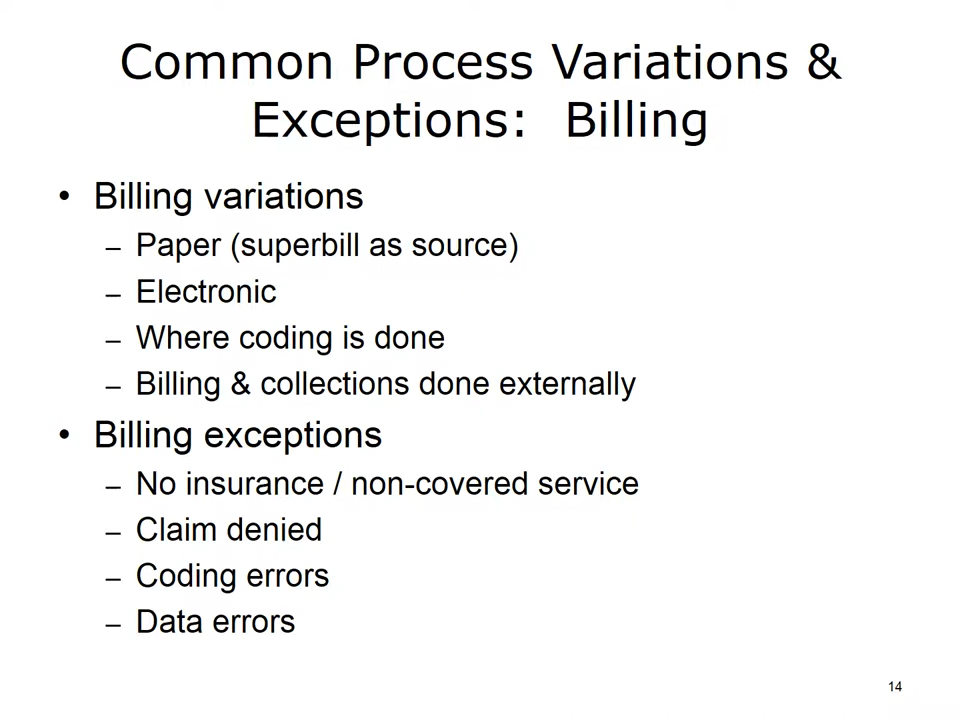 Common Process Variations &
Exceptions:  Billing
• Billing variations
– Paper (superbill as source)
– Electronic
– Where coding is done
– Billing & collections done externally
• Billing exceptions
– No insurance / non-covered service
– Claim denied
– Coding errors
– Data errors
14